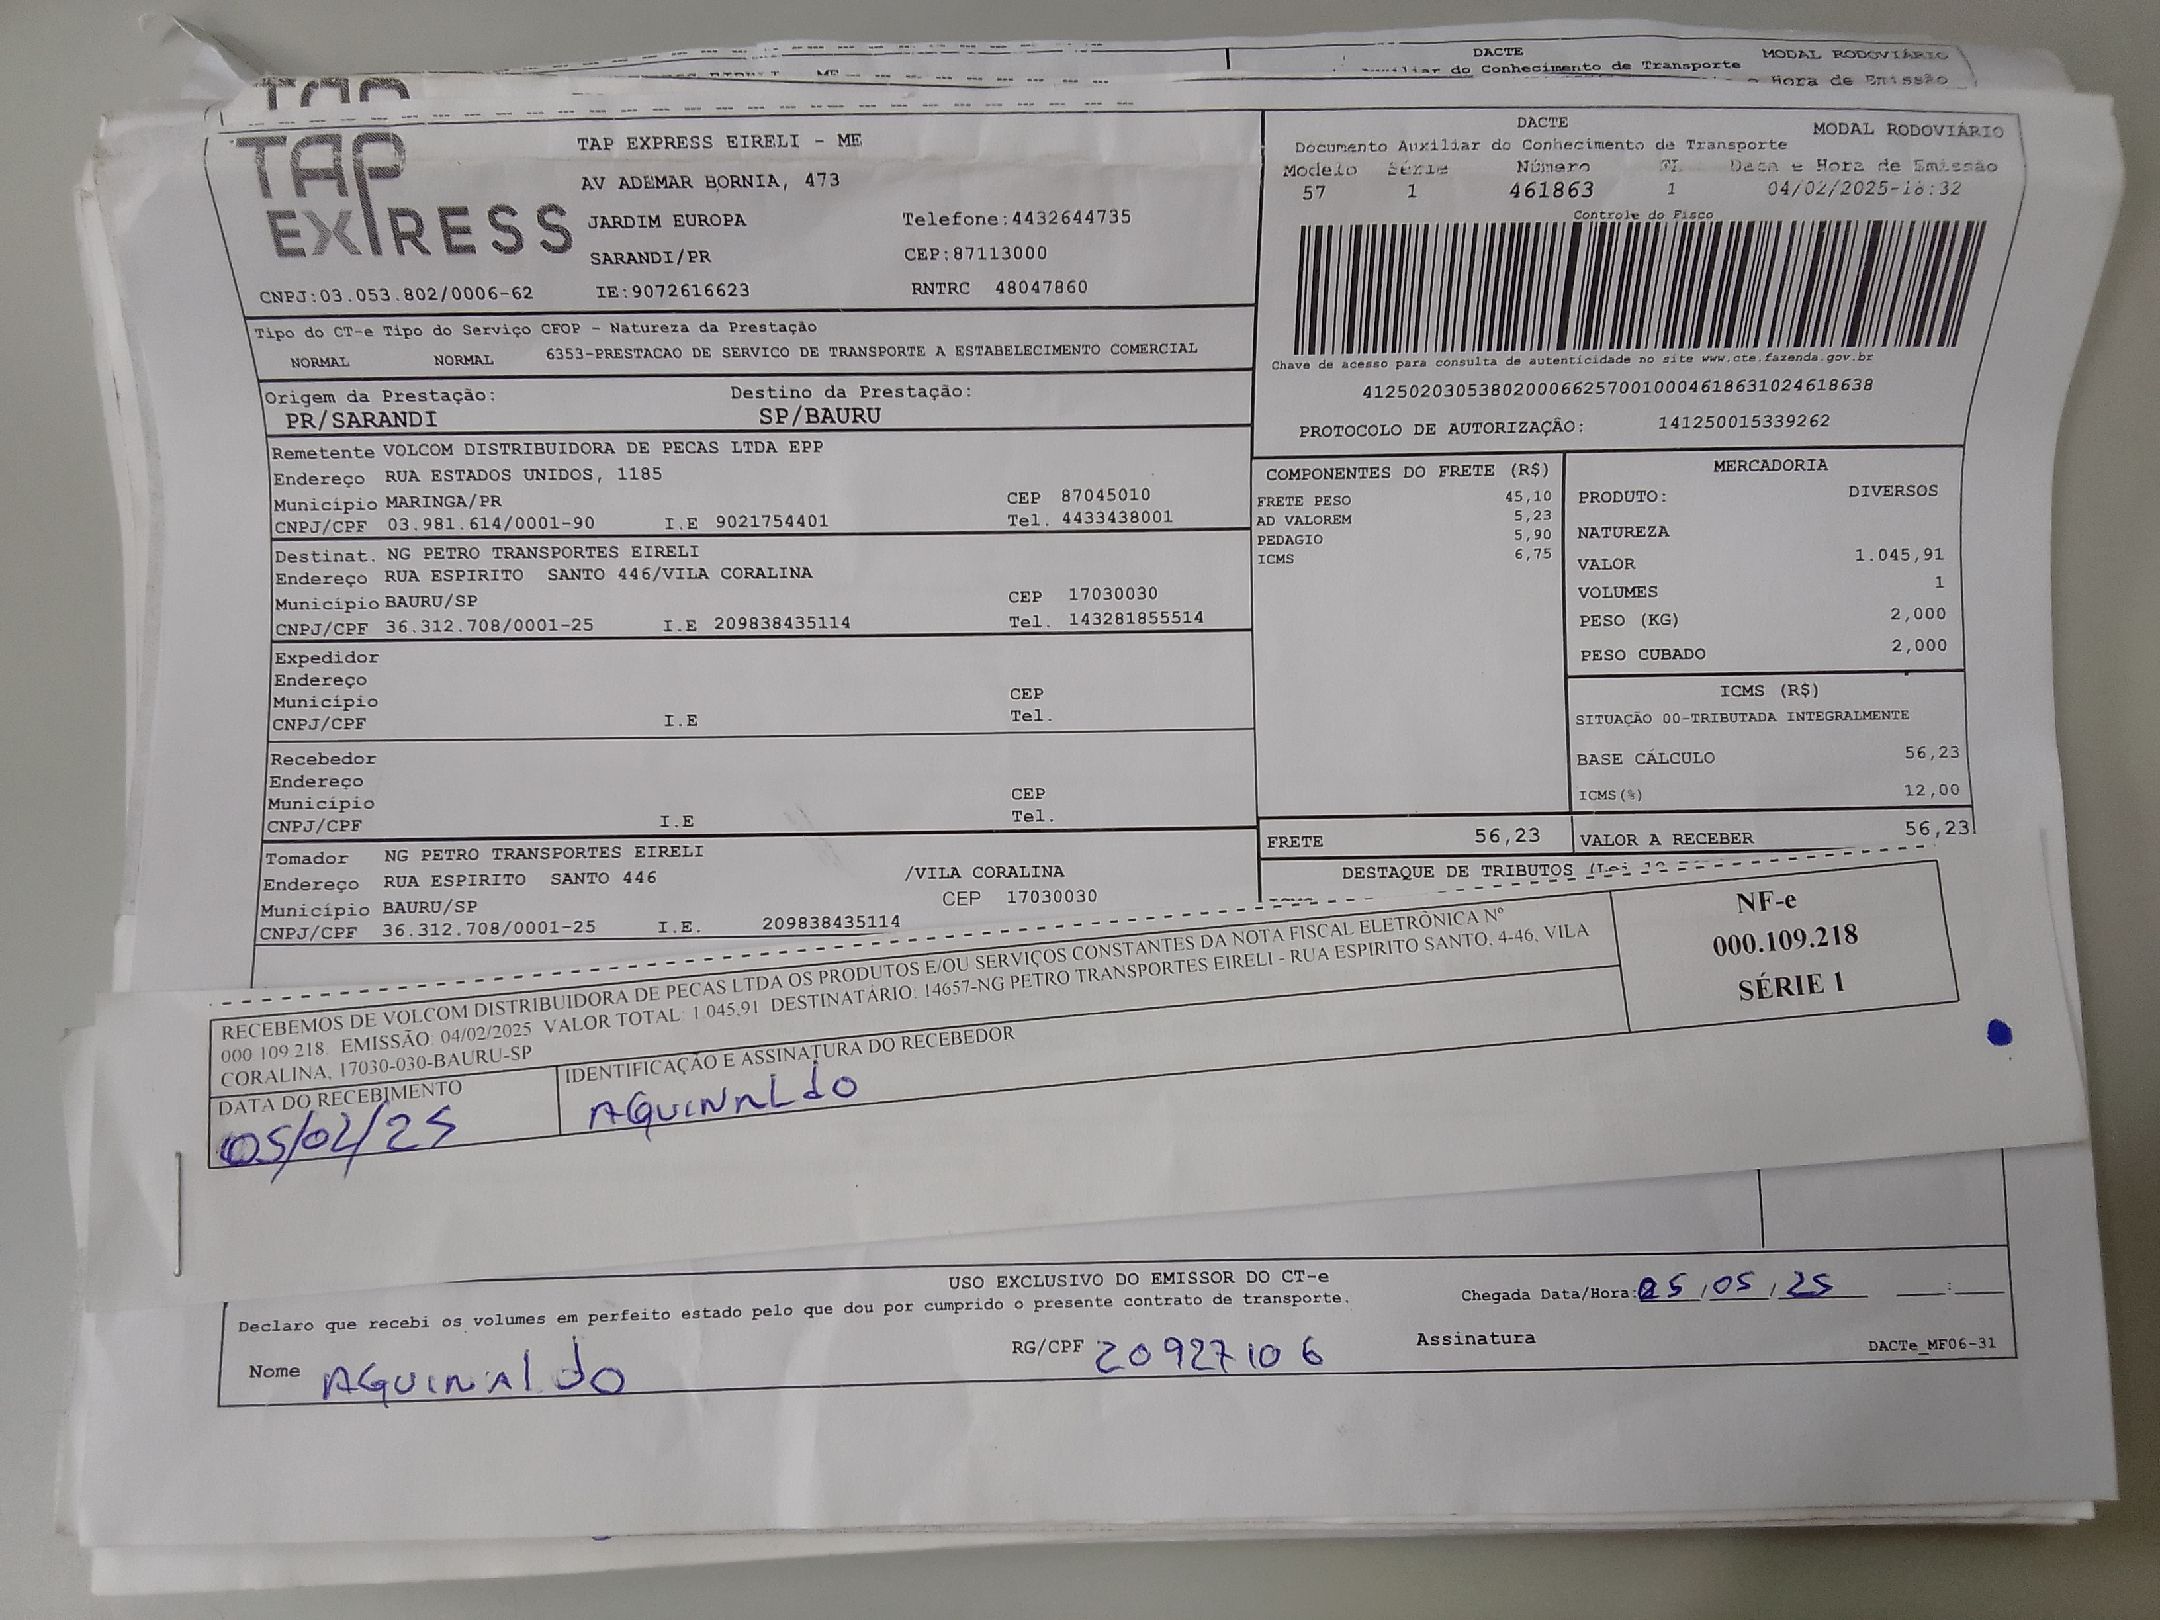 DACTE
MODAL RODOVIÁRIO
do Conhecimento de Transporte
Hora de Emissão
TAP
TAP EXPRESS
TAP EXPRESS EIRELI - ME
AV ADEMAR BORNIA, 473
JARDIM EUROPA Telefone:4432644735
SARANDI/PR CEP:87113000
CNPJ:03.053.802/0006-62 IE:9072616623 RNTRC 48047860
DACTE
MODAL RODOVIÁRIO
Documento Auxiliar do Conhecimento de Transporte
Modelo Série Número FL Data e Hora de Emissão
57 1 461863 1 04/02/2025-18:32
Controle do Fisco
Chave de acesso para consulta de autenticidade no site www.cte.fazenda.gov.br
41250203053802000662570010004618631024618638
PROTOCOLO DE AUTORIZAÇÃO: 141250015339262
Tipo do CT-e Tipo do Serviço CFOP - Natureza da Prestação
NORMAL NORMAL 6353-PRESTACAO DE SERVICO DE TRANSPORTE A ESTABELECIMENTO COMERCIAL
Origem da Prestação: Destino da Prestação:
PR/SARANDI SP/BAURU
Remetente VOLCOM DISTRIBUIDORA DE PECAS LTDA EPP
Endereço RUA ESTADOS UNIDOS, 1185
Município MARINGA/PR CEP 87045010
CNPJ/CPF 03.981.614/0001-90 I.E 9021754401 Tel. 4433438001
Destinat. NG PETRO TRANSPORTES EIRELI
Endereço RUA ESPIRITO SANTO 446/VILA CORALINA
Município BAURU/SP CEP 17030030
CNPJ/CPF 36.312.708/0001-25 I.E 209838435114 Tel. 143281855514
Expedidor
Endereço
Município CEP
CNPJ/CPF I.E Tel.
Recebedor
Endereço
Município CEP
CNPJ/CPF I.E Tel.
Tomador NG PETRO TRANSPORTES EIRELI
Endereço RUA ESPIRITO SANTO 446 /VILA CORALINA
Município BAURU/SP CEP 17030030
CNPJ/CPF 36.312.708/0001-25 I.E. 209838435114
COMPONENTES DO FRETE (R$)
FRETE PESO 45,10
AD VALOREM 5,23
PEDAGIO 5,90
ICMS 6,75
MERCADORIA
PRODUTO: DIVERSOS
NATUREZA
VALOR 1.045,91
VOLUMES 1
PESO (KG) 2,000
PESO CUBADO 2,000
ICMS (R$)
SITUAÇÃO 00-TRIBUTADA INTEGRALMENTE
BASE CÁLCULO 56,23
ICMS(%) 12,00
FRETE 56,23 VALOR A RECEBER 56,23
DESTAQUE DE TRIBUTOS
RECEBEMOS DE VOLCOM DISTRIBUIDORA DE PECAS LTDA OS PRODUTOS E/OU SERVIÇOS CONSTANTES DA NOTA FISCAL ELETRÔNICA Nº
000.109.218. EMISSÃO: 04/02/2025 VALOR TOTAL: 1.045,91 DESTINATÁRIO: 14657-NG PETRO TRANSPORTES EIRELI - RUA ESPIRITO SANTO, 4-46, VILA
CORALINA, 17030-030-BAURU-SP
NF-e
000.109.218
SÉRIE 1
DATA DO RECEBIMENTO IDENTIFICAÇÃO E ASSINATURA DO RECEBEDOR
05/02/25 AGUINALdO
USO EXCLUSIVO DO EMISSOR DO CT-e
Declaro que recebi os volumes em perfeito estado pelo que dou por cumprido o presente contrato de transporte.
Chegada Data/Hora: 05/05/25 __:__
Nome AGUINALdO RG/CPF 20927106 Assinatura
DACTe_MF06-31